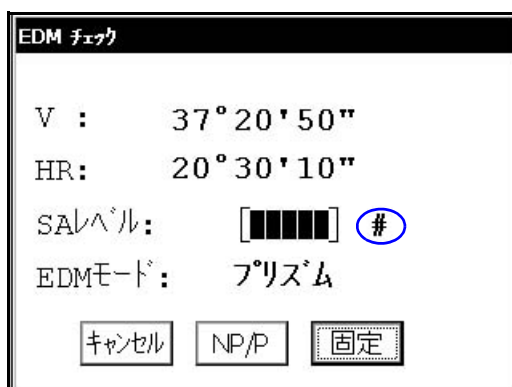 EDM ﾁｪｯｸ
V : 37°20'50"
HR: 20°30'10"
SAﾚﾍﾞﾙ: [█████] #
EDMﾓｰﾄﾞ: ﾌﾟﾘｽﾞﾑ
ｷｬﾝｾﾙ NP/P 固定